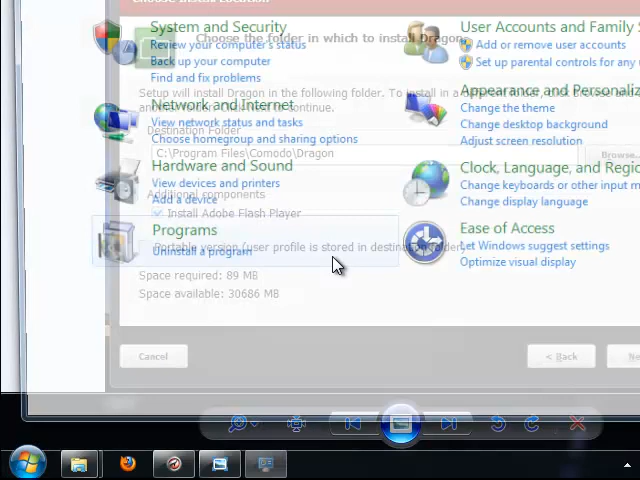 Choose Install Location
System and Security
User Accounts and Family S
Choose the folder in which to install Dragon.
Review your computer's status
Add or remove user accounts
Back up your computer
Set up parental controls for any
Find and fix problems
Setup will install Dragon in the following folder. To install in a different folder, click Browse and
Appearance and Personaliz
Network and Internet
Change the theme
continue.
View network status and tasks
Change desktop background
Destination Folder
Choose homegroup and sharing options
Adjust screen resolution
C:\Program Files\Comodo\Dragon
Browse...
Hardware and Sound
Clock, Language, and Regio
View devices and printers
Change keyboards or other input m
Additional components
Add a device
Change display language
Install Adobe Flash Player
Programs
Ease of Access
Portable version (user profile is stored in destination folder)
Let Windows suggest settings
Uninstall a program
Optimize visual display
Space required: 89 MB
Space available: 30686 MB
Cancel
< Back
Ne